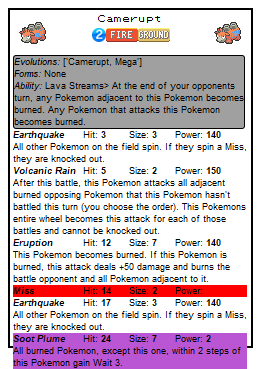 Camerupt
2 FIRE GROUND
Evolutions: ['Camerupt, Mega']
Forms: None
Ability: Lava Streams> At the end of your opponents
turn, any Pokemon adjacent to this Pokemon becomes
burned. Any Pokemon that attacks this Pokemon
becomes burned.
Earthquake Hit: 3 Size: 3 Power: 140
All other Pokemon on the field spin. If they spin a Miss,
they are knocked out.
Volcanic Rain Hit: 5 Size: 2 Power: 150
After this battle, this Pokemon attacks all adjacent
burned opposing Pokemon that this Pokemon hasn't
battled this turn (you choose the order). This Pokemons
entire wheel becomes this attack for each of those
battles and cannot be knocked out.
Eruption Hit: 12 Size: 7 Power: 140
This Pokemon becomes burned. If this Pokemon is
burned, this attack deals +50 damage and burns the
battle opponent and all Pokemon adjacent to it.
Miss Hit: 14 Size: 2 Power:
Earthquake Hit: 17 Size: 3 Power: 140
All other Pokemon on the field spin. If they spin a Miss,
they are knocked out.
Soot Plume Hit: 24 Size: 7 Power: 2
All burned Pokemon, except this one, within 2 steps of
this Pokemon gain Wait 3.